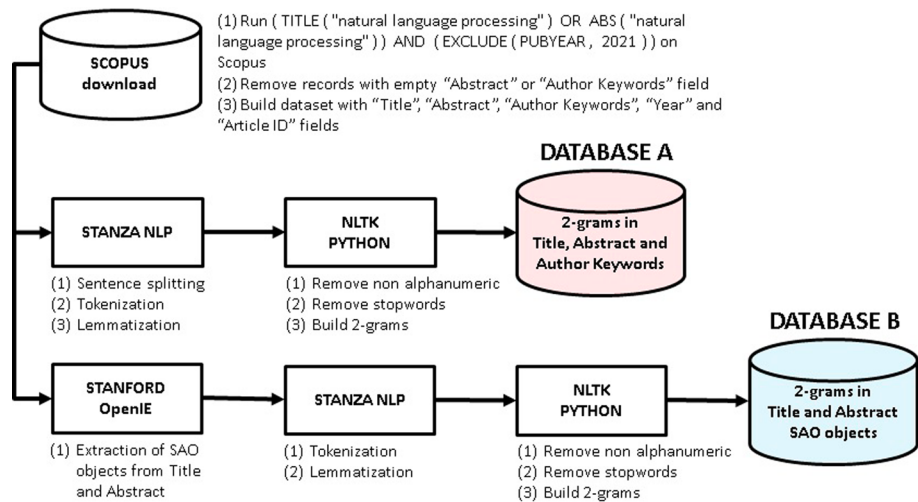 SCOPUS
download
(1) Run ( TITLE ( "natural language processing" ) OR ABS ( "natural
language processing" ) ) AND ( EXCLUDE ( PUBYEAR , 2021 ) ) on
Scopus
(2) Remove records with empty “Abstract” or “Author Keywords” field
(3) Build dataset with “Title”, “Abstract”, “Author Keywords”, “Year” and
“Article ID” fields
DATABASE A
STANZA NLP
NLTK
PYTHON
2-grams in
Title, Abstract and
Author Keywords
(1) Sentence splitting
(2) Tokenization
(3) Lemmatization
(1) Remove non alphanumeric
(2) Remove stopwords
(3) Build 2-grams
DATABASE B
STANFORD
OpenIE
STANZA NLP
NLTK
PYTHON
2-grams in
Title and Abstract
SAO objects
(1) Extraction of SAO
objects from Title
and Abstract
(1) Tokenization
(2) Lemmatization
(1) Remove non alphanumeric
(2) Remove stopwords
(3) Build 2-grams